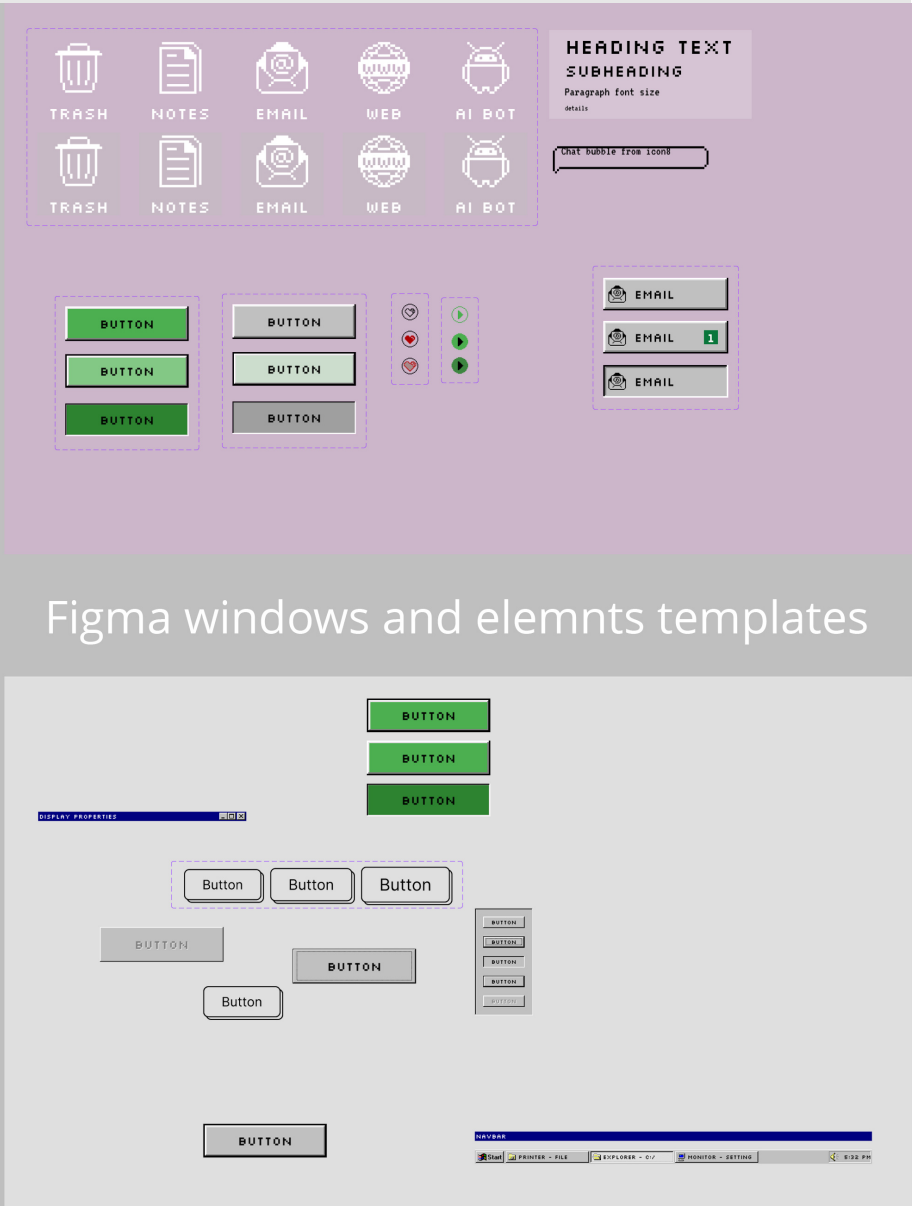 TRASH NOTES EMAIL WEB AI BOT
TRASH NOTES EMAIL WEB AI BOT
HEADING TEXT
SUBHEADING
Paragraph font size
details
Chat bubble from icon8
BUTTON
BUTTON
BUTTON
BUTTON
BUTTON
BUTTON
EMAIL
EMAIL 1
EMAIL
Figma windows and elemnts templates
BUTTON
BUTTON
BUTTON
DISPLAY PROPERTIES
Button Button Button
BUTTON
BUTTON
Button
BUTTON
BUTTON
BUTTON
BUTTON
BUTTON
BUTTON
NAVBAR
Start PRINTER - FILE EXPLORER - C:/ MONITOR - SETTING 5:32 PM